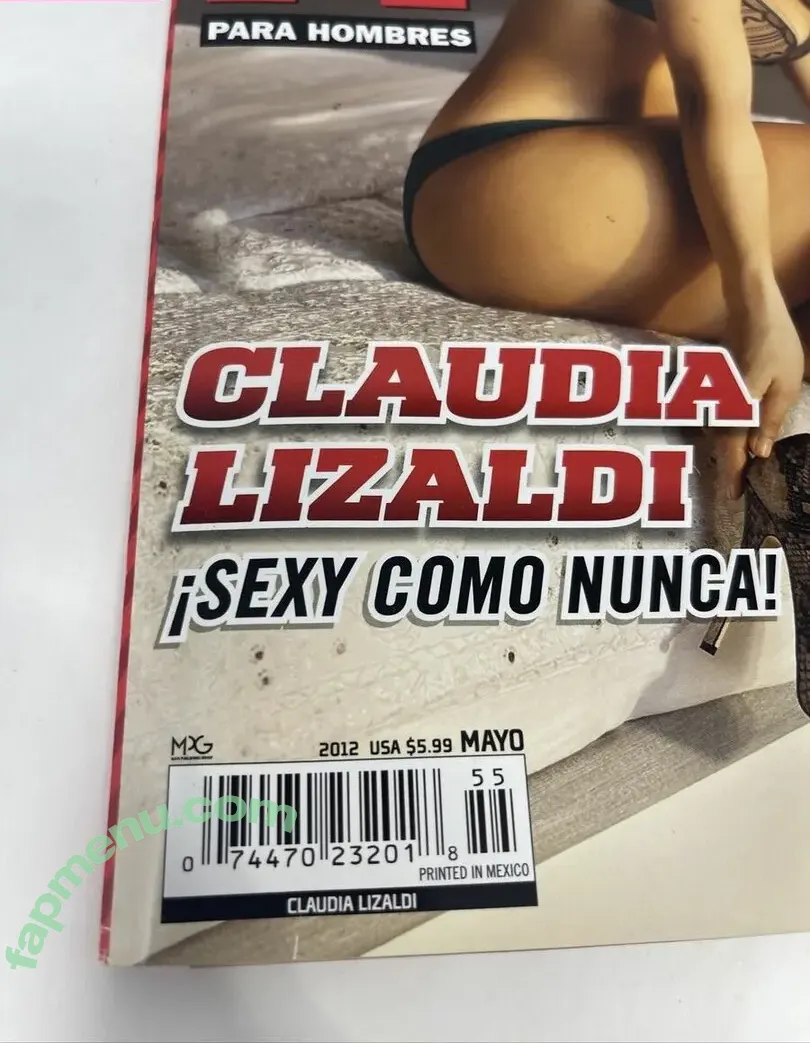 PARA HOMBRES
CLAUDIA
LIZALDI
¡SEXY COMO NUNCA!
MXG
2012 USA $5.99 MAYO
55
0 74470 23201 8
PRINTED IN MEXICO
CLAUDIA LIZALDI
fapmenu.com